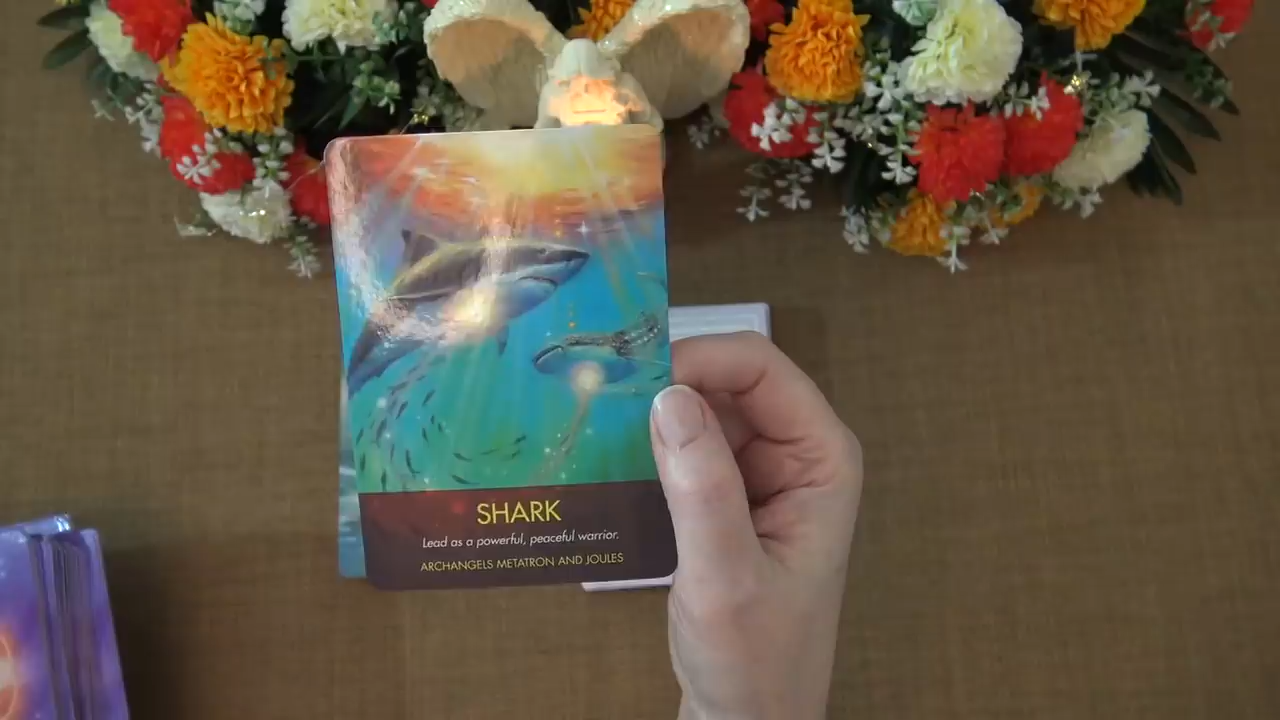 SHARK
Lead as a powerful, peaceful warrior.
ARCHANGELS METATRON AND JOULES